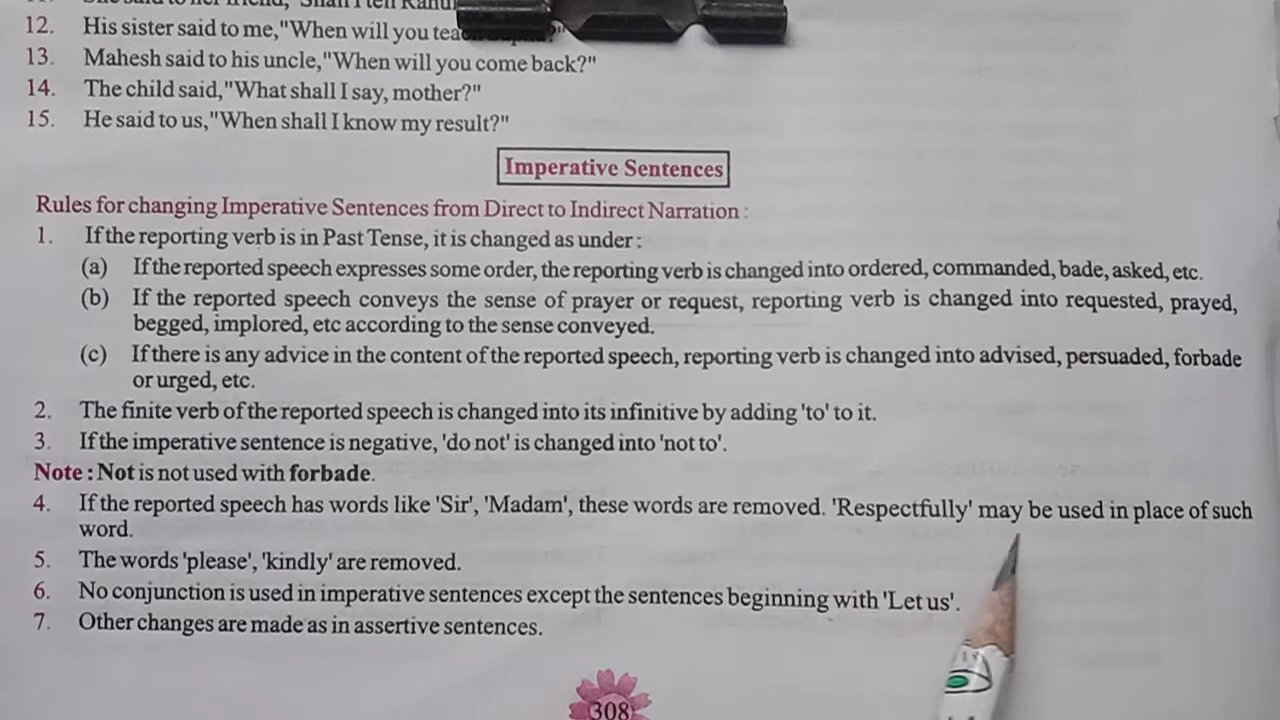 12. His sister said to me,"When will you
13. Mahesh said to his uncle,"When will you come back?"
14. The child said,"What shall I say, mother?"
15. He said to us,"When shall I know my result?"
Imperative Sentences
Rules for changing Imperative Sentences from Direct to Indirect Narration :
1. If the reporting verb is in Past Tense, it is changed as under :
(a) If the reported speech expresses some order, the reporting verb is changed into ordered, commanded, bade, asked, etc.
(b) If the reported speech conveys the sense of prayer or request, reporting verb is changed into requested, prayed,
begged, implored, etc according to the sense conveyed.
(c) If there is any advice in the content of the reported speech, reporting verb is changed into advised, persuaded, forbade
or urged, etc.
2. The finite verb of the reported speech is changed into its infinitive by adding 'to' to it.
3. If the imperative sentence is negative, 'do not' is changed into 'not to'.
Note : Not is not used with forbade.
4. If the reported speech has words like 'Sir', 'Madam', these words are removed. 'Respectfully' may be used in place of such
word.
5. The words 'please', 'kindly' are removed.
6. No conjunction is used in imperative sentences except the sentences beginning with 'Let us'.
7. Other changes are made as in assertive sentences.
308